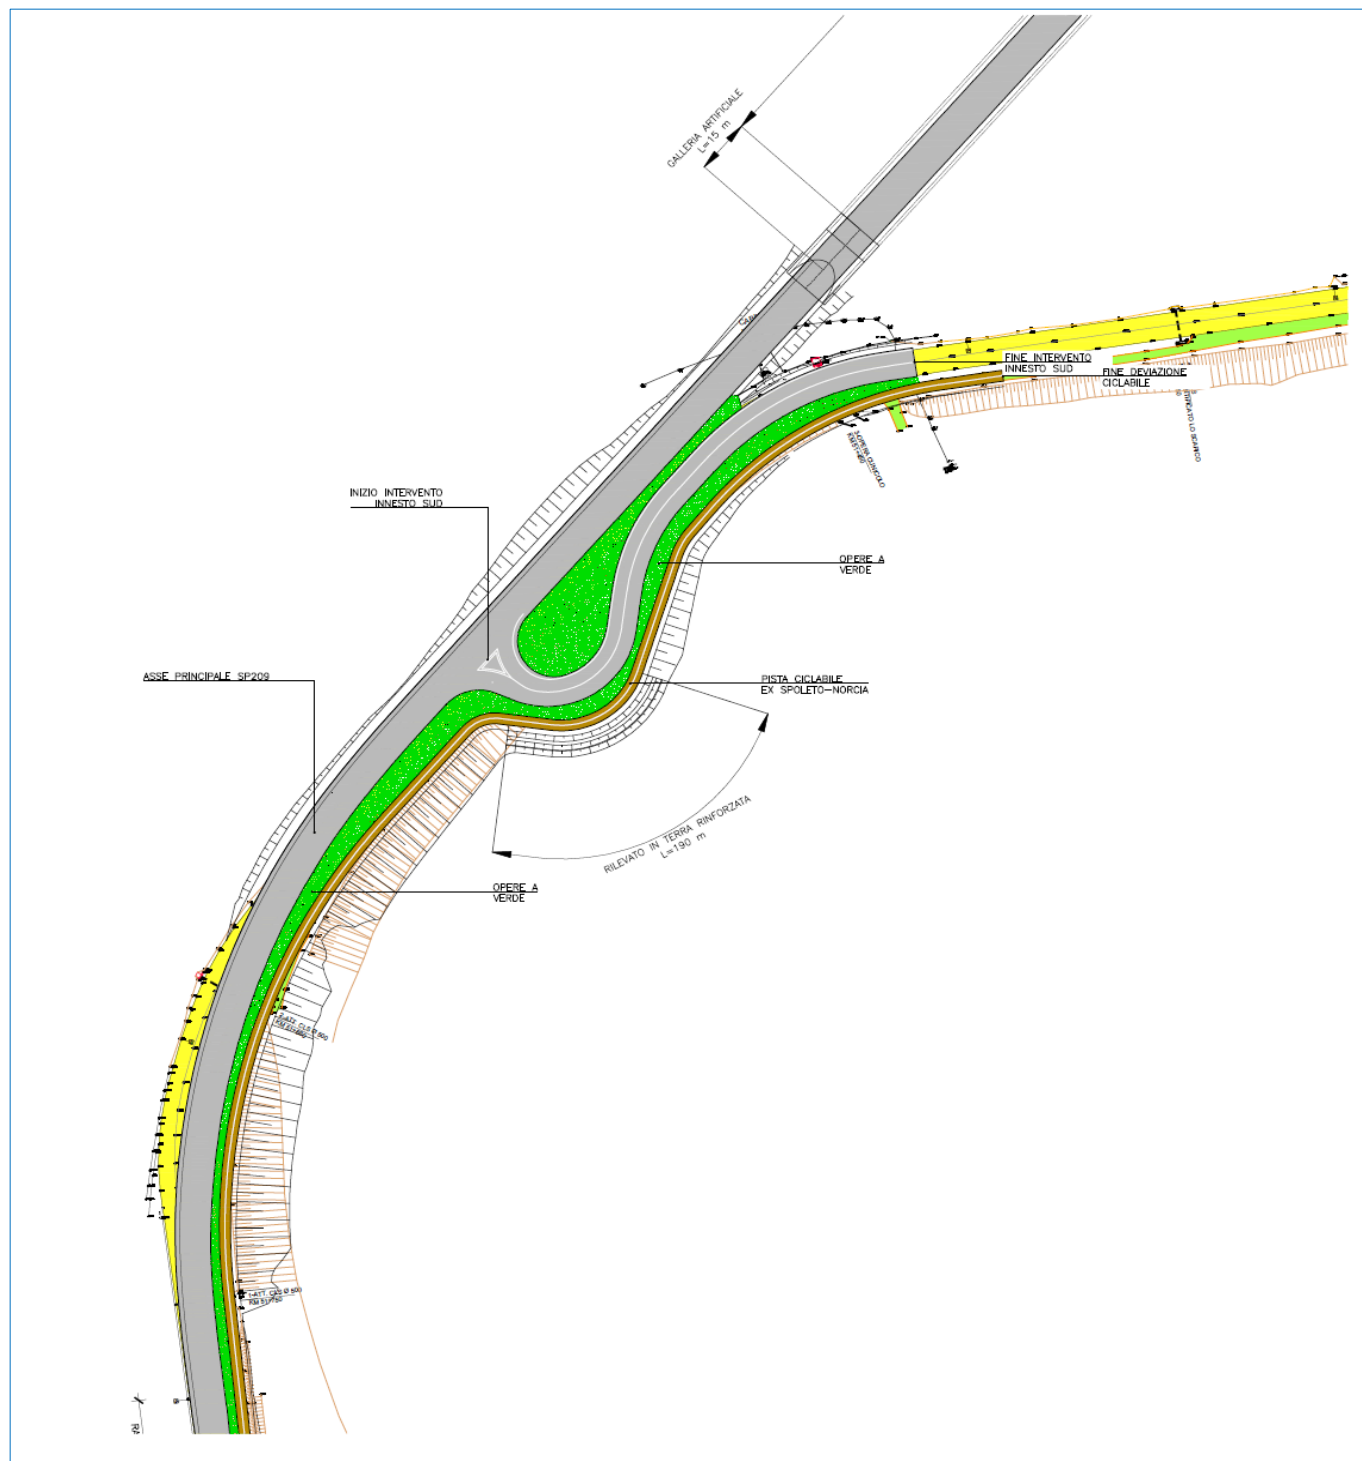 GALLERIA ARTIFICIALE
L=15 m
FINE INTERVENTO
INNESTO SUD
FINE DEVIAZIONE
CICLABILE
INIZIO INTERVENTO
INNESTO SUD
OPERE A
VERDE
ASSE PRINCIPALE SP209
PISTA CICLABILE
EX SPOLETO-NORCIA
RILEVATO IN TERRA RINFORZATA
L=190 m
OPERE A
VERDE